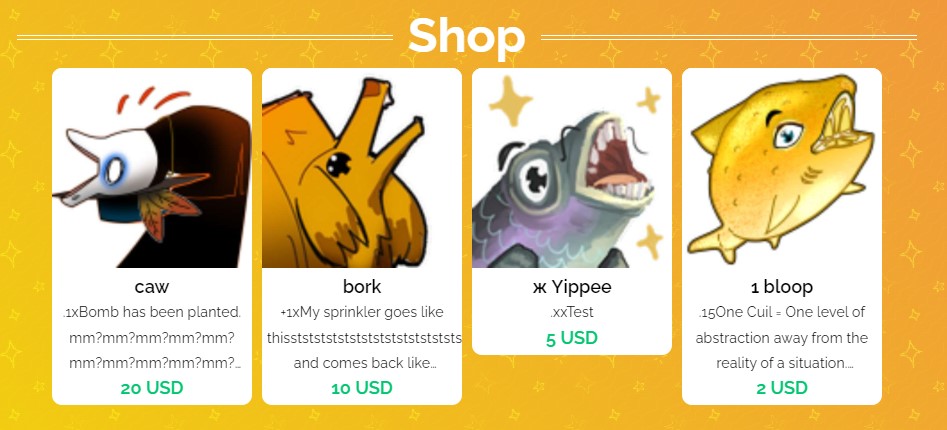 Shop
caw
.1xBomb has been planted.
mm?mm?mm?mm?mm?
mm?mm?mm?mm?mm?...
20 USD
bork
+1xMy sprinkler goes like
thisstststststststststststststststs
and comes back like...
10 USD
ж Yippee
.xxTest
5 USD
1 bloop
.15One Cuil = One level of
abstraction away from the
reality of a situation....
2 USD